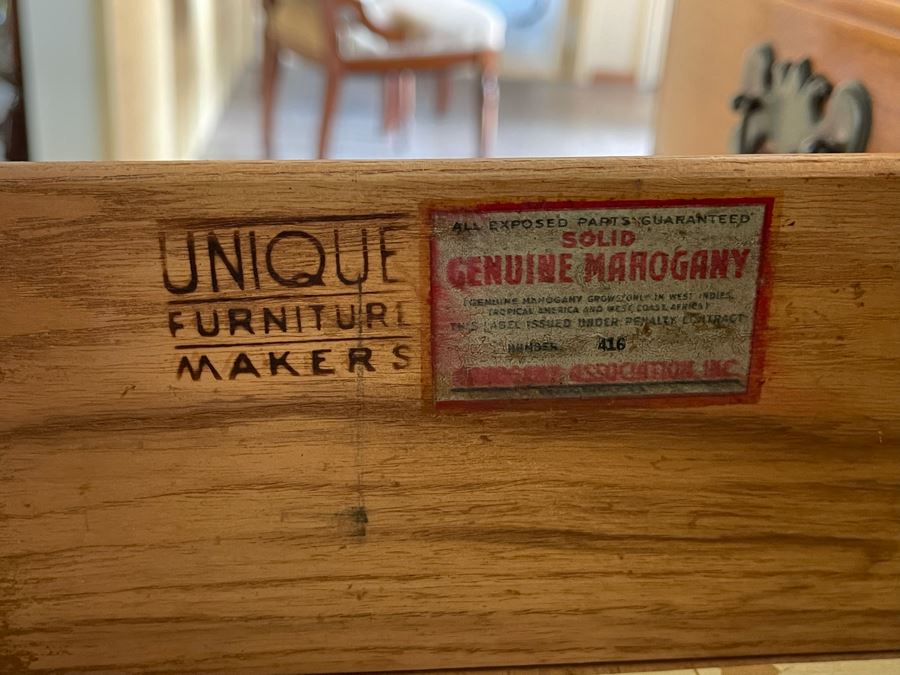 UNIQUE
FURNITURE
MAKERS
ALL EXPOSED PARTS GUARANTEED
SOLID
GENUINE MAHOGANY
(GENUINE MAHOGANY GROWS ONLY IN WEST INDIES,
TROPICAL AMERICA AND WEST COAST AFRICA)
THIS LABEL ISSUED UNDER PENALTY CONTRACT
NUMBER 416
MAHOGANY ASSOCIATION, INC.